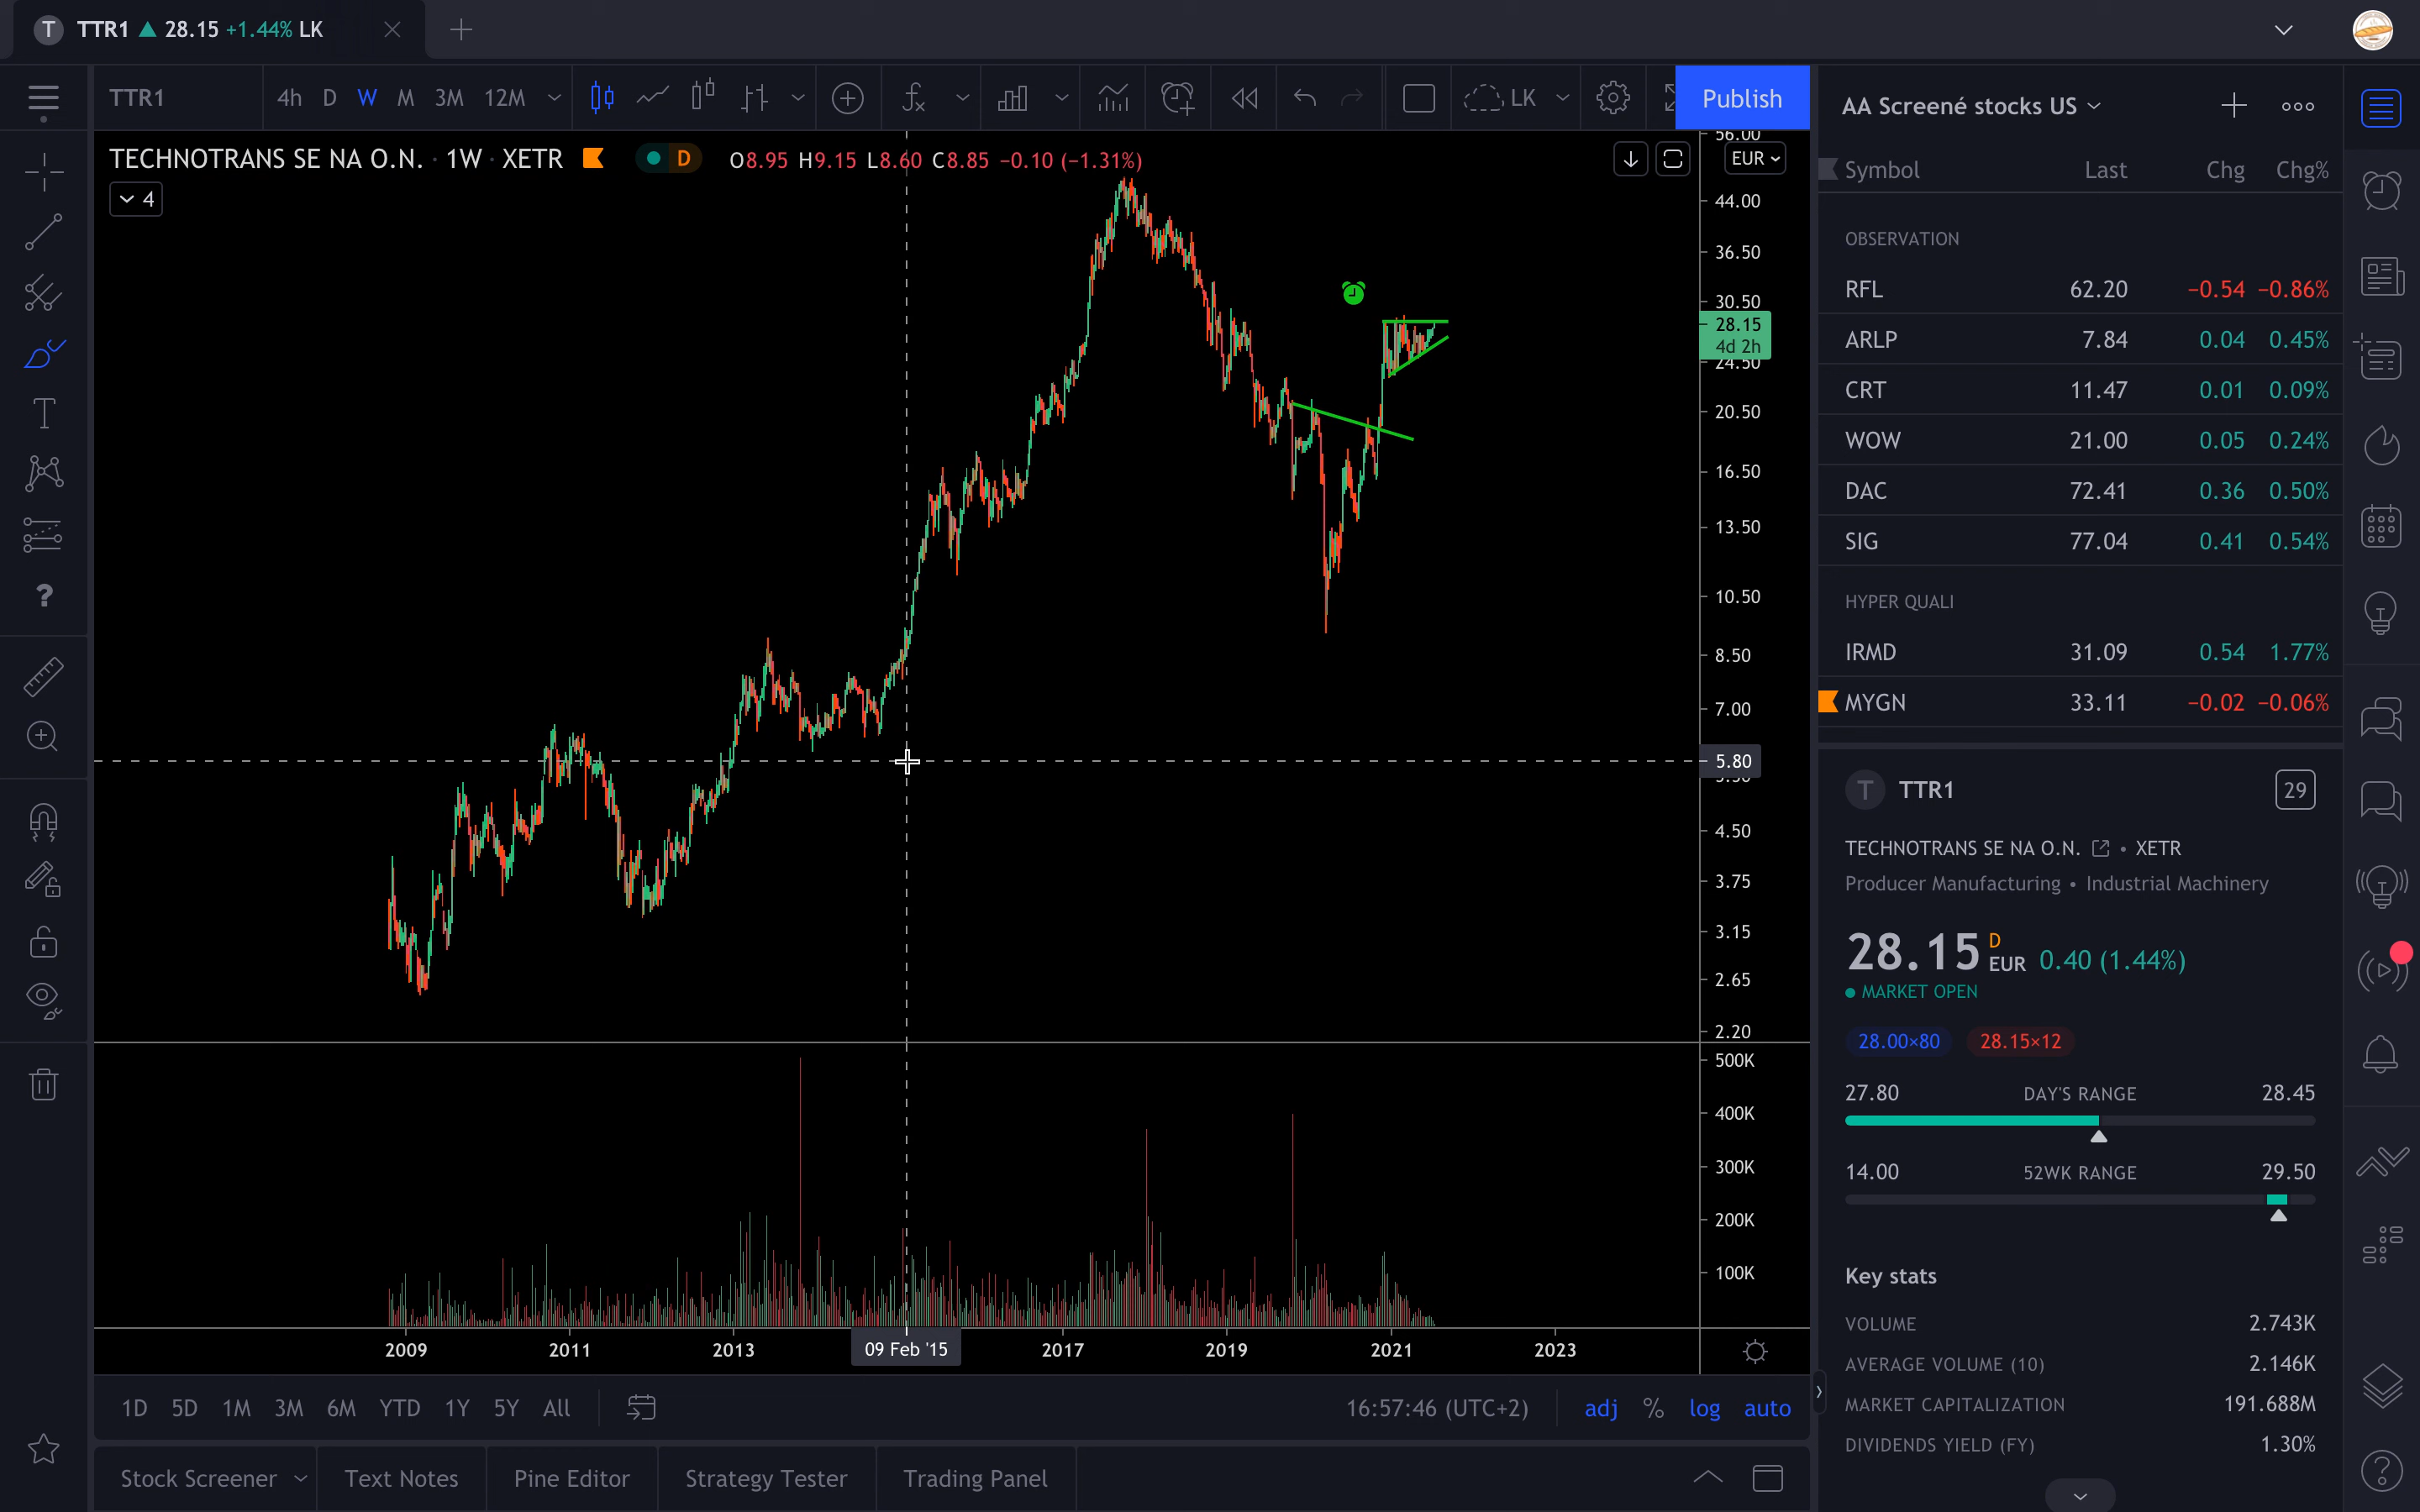 T TTR1 ▲ 28.15 +1.44% LK
TTR1 4h D W M 3M 12M LK Publish
TECHNOTRANS SE NA O.N. · 1W · XETR D O8.95 H9.15 L8.60 C8.85 −0.10 (−1.31%)
4
EUR
56.00
44.00
36.50
30.50
28.15
4d 2h
24.50
20.50
16.50
13.50
10.50
8.50
7.00
5.80
5.50
4.50
3.75
3.15
2.65
2.20
500K
400K
300K
200K
100K
2009 2011 2013 09 Feb '15 2017 2019 2021 2023
1D 5D 1M 3M 6M YTD 1Y 5Y All 16:57:46 (UTC+2) adj % log auto
Stock Screener Text Notes Pine Editor Strategy Tester Trading Panel
AA Screené stocks US
Symbol Last Chg Chg%
OBSERVATION
RFL 62.20 −0.54 −0.86%
ARLP 7.84 0.04 0.45%
CRT 11.47 0.01 0.09%
WOW 21.00 0.05 0.24%
DAC 72.41 0.36 0.50%
SIG 77.04 0.41 0.54%
HYPER QUALI
IRMD 31.09 0.54 1.77%
MYGN 33.11 −0.02 −0.06%
T TTR1 29
TECHNOTRANS SE NA O.N. • XETR
Producer Manufacturing • Industrial Machinery
28.15 D EUR 0.40 (1.44%)
MARKET OPEN
28.00×80 28.15×12
27.80 DAY'S RANGE 28.45
14.00 52WK RANGE 29.50
Key stats
VOLUME 2.743K
AVERAGE VOLUME (10) 2.146K
MARKET CAPITALIZATION 191.688M
DIVIDENDS YIELD (FY) 1.30%